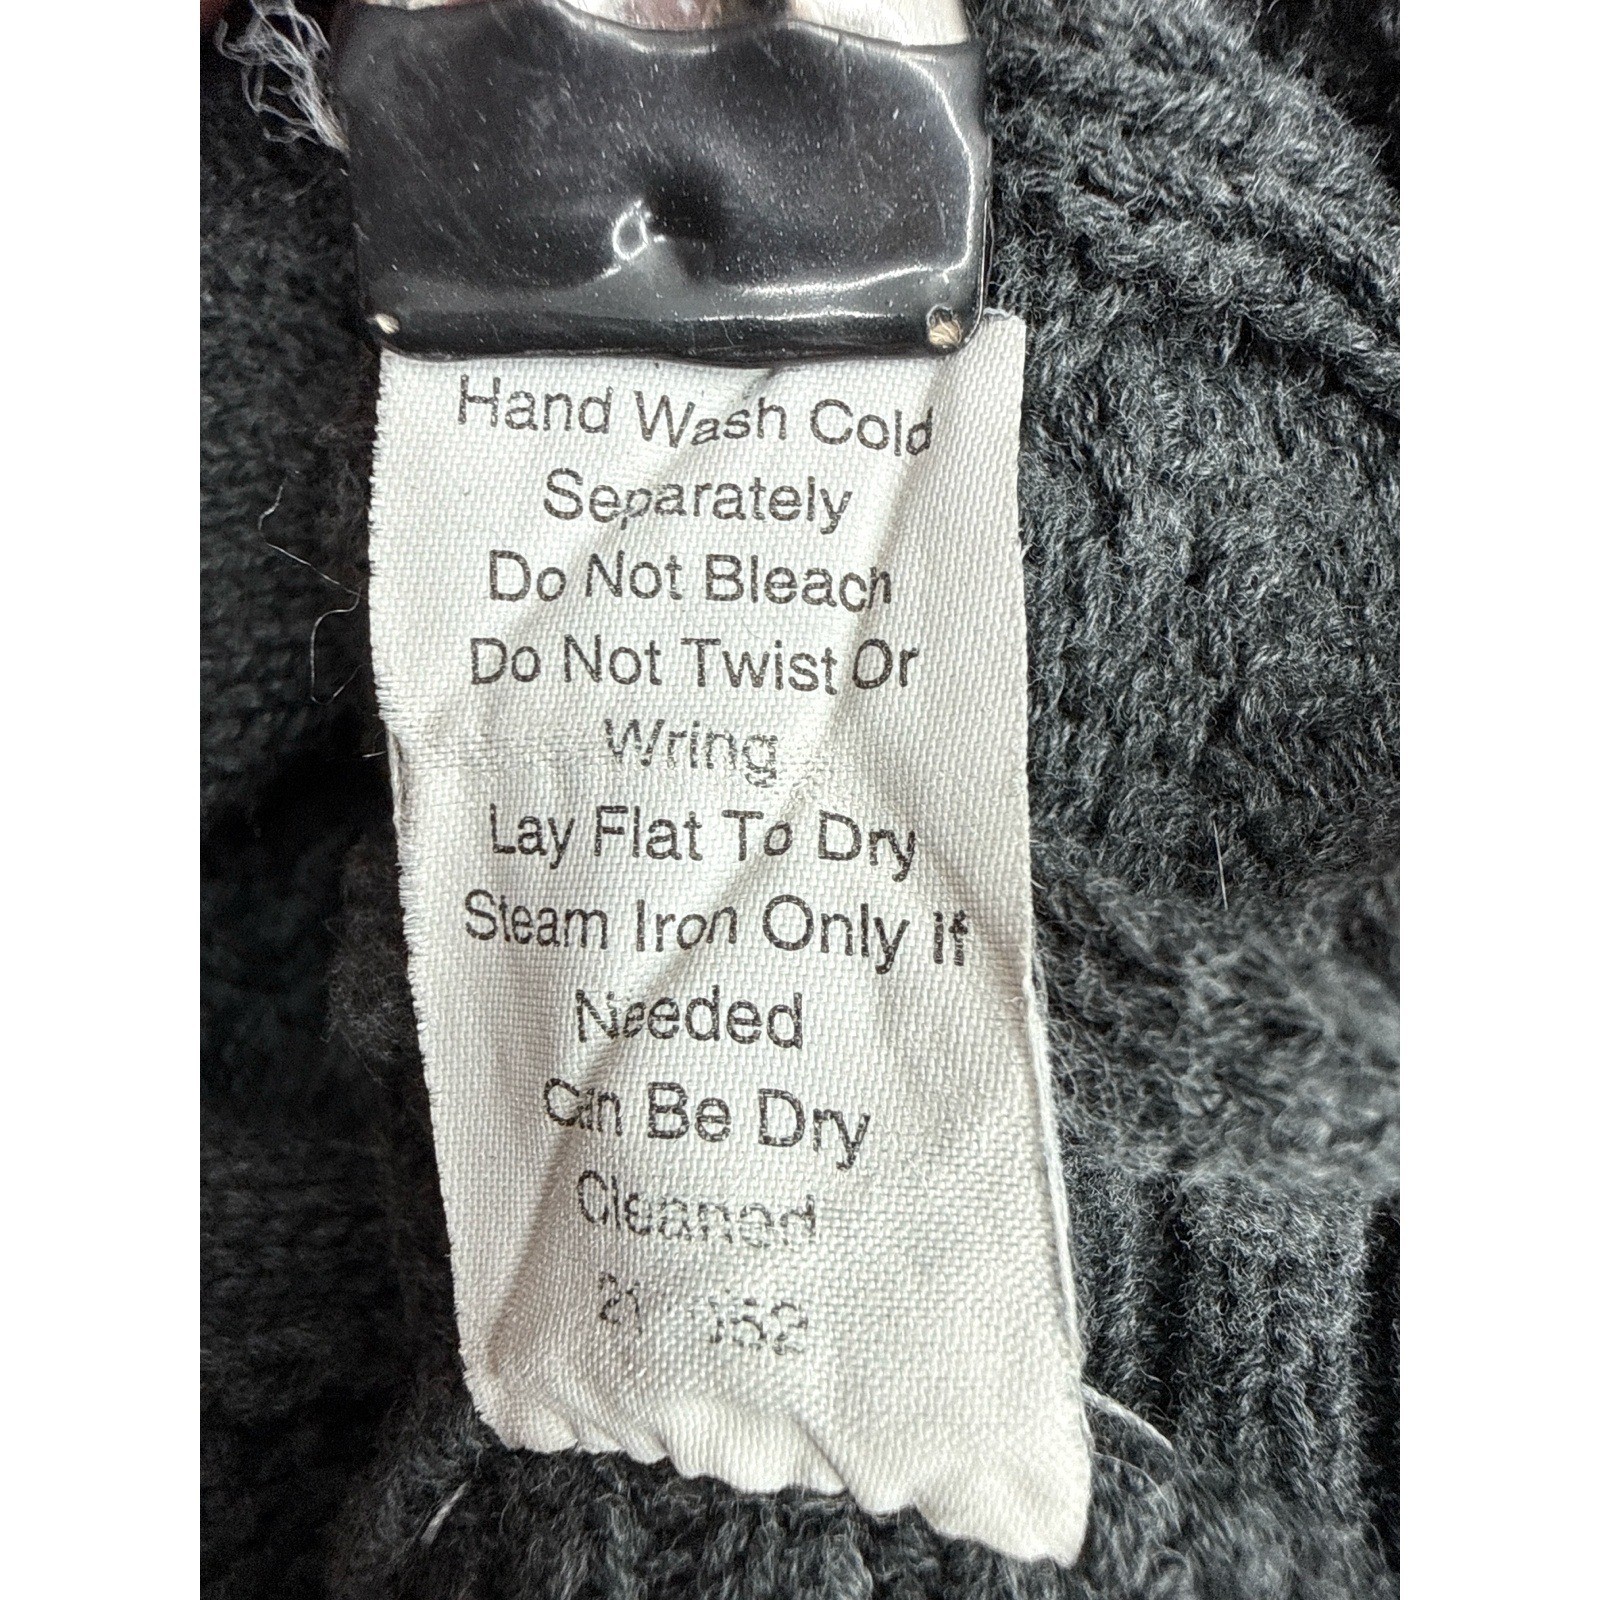 Hand Wash Cold
Separately
Do Not Bleach
Do Not Twist Or
Wring
Lay Flat To Dry
Steam Iron Only If
Needed
Can Be Dry
Cleaned